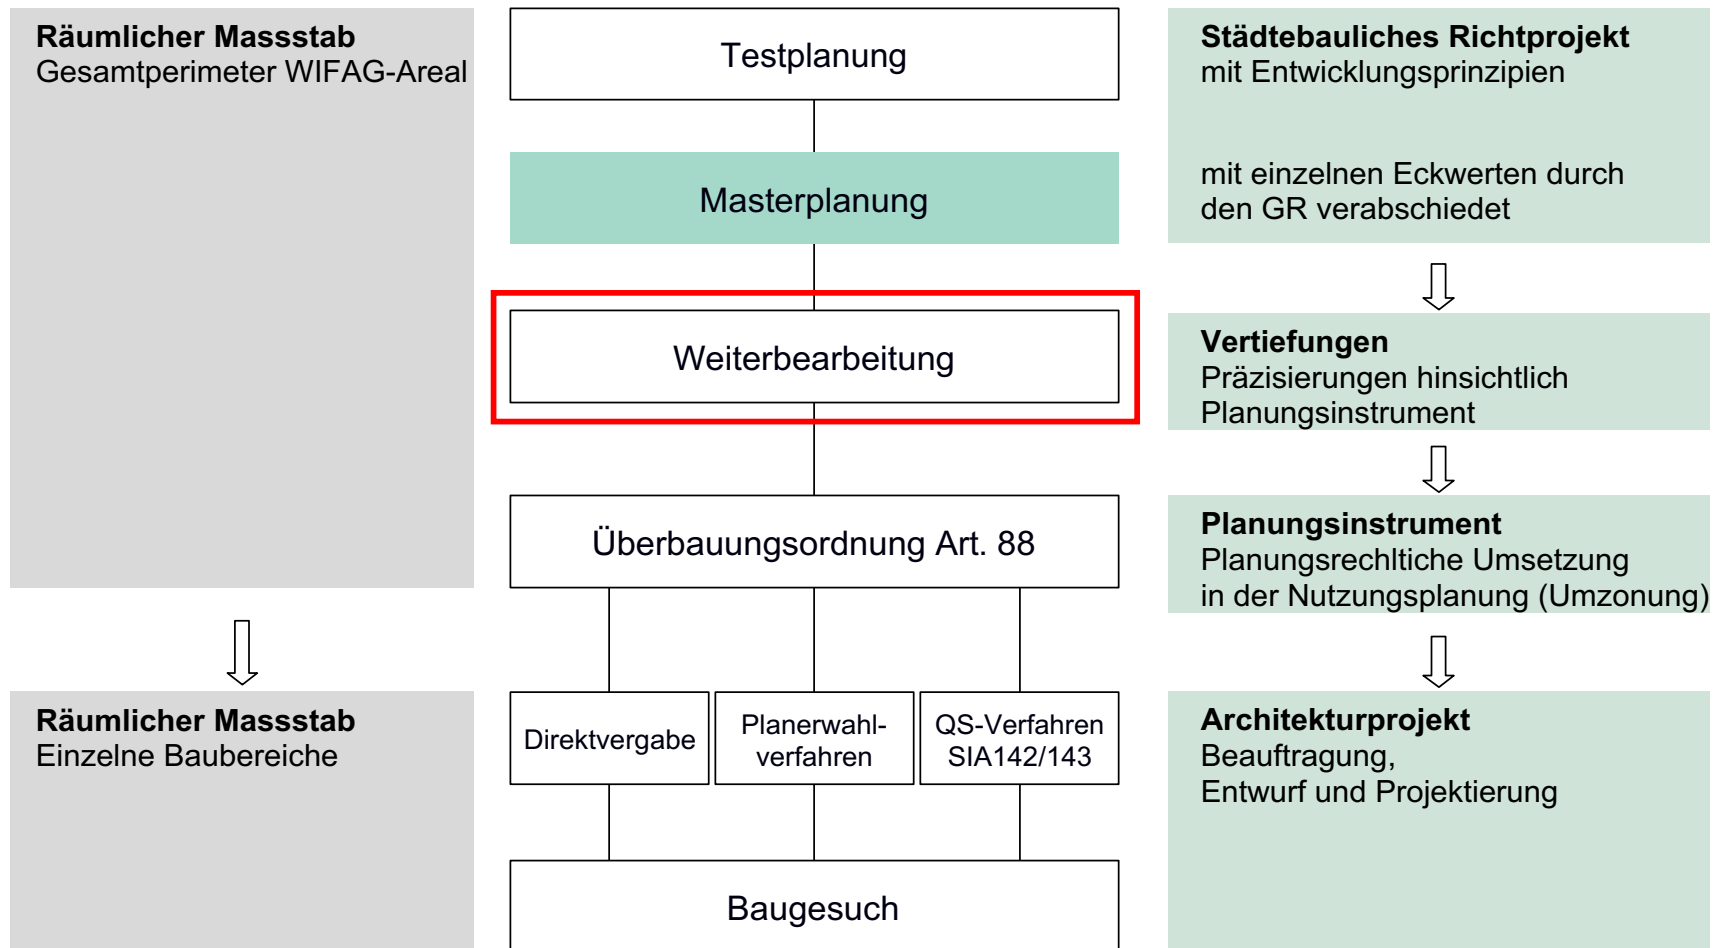 Räumlicher Massstab
Gesamtperimeter WIFAG-Areal
Testplanung
Städtebauliches Richtprojekt
mit Entwicklungsprinzipien
Masterplanung
mit einzelnen Eckwerten durch
den GR verabschiedet
Weiterbearbeitung
Vertiefungen
Präzisierungen hinsichtlich
Planungsinstrument
Überbauungsordnung Art. 88
Planungsinstrument
Planungsrechltiche Umsetzung
in der Nutzungsplanung (Umzonung)
Räumlicher Massstab
Einzelne Baubereiche
Direktvergabe
Planerwahl-
verfahren
QS-Verfahren
SIA142/143
Architekturprojekt
Beauftragung,
Entwurf und Projektierung
Baugesuch